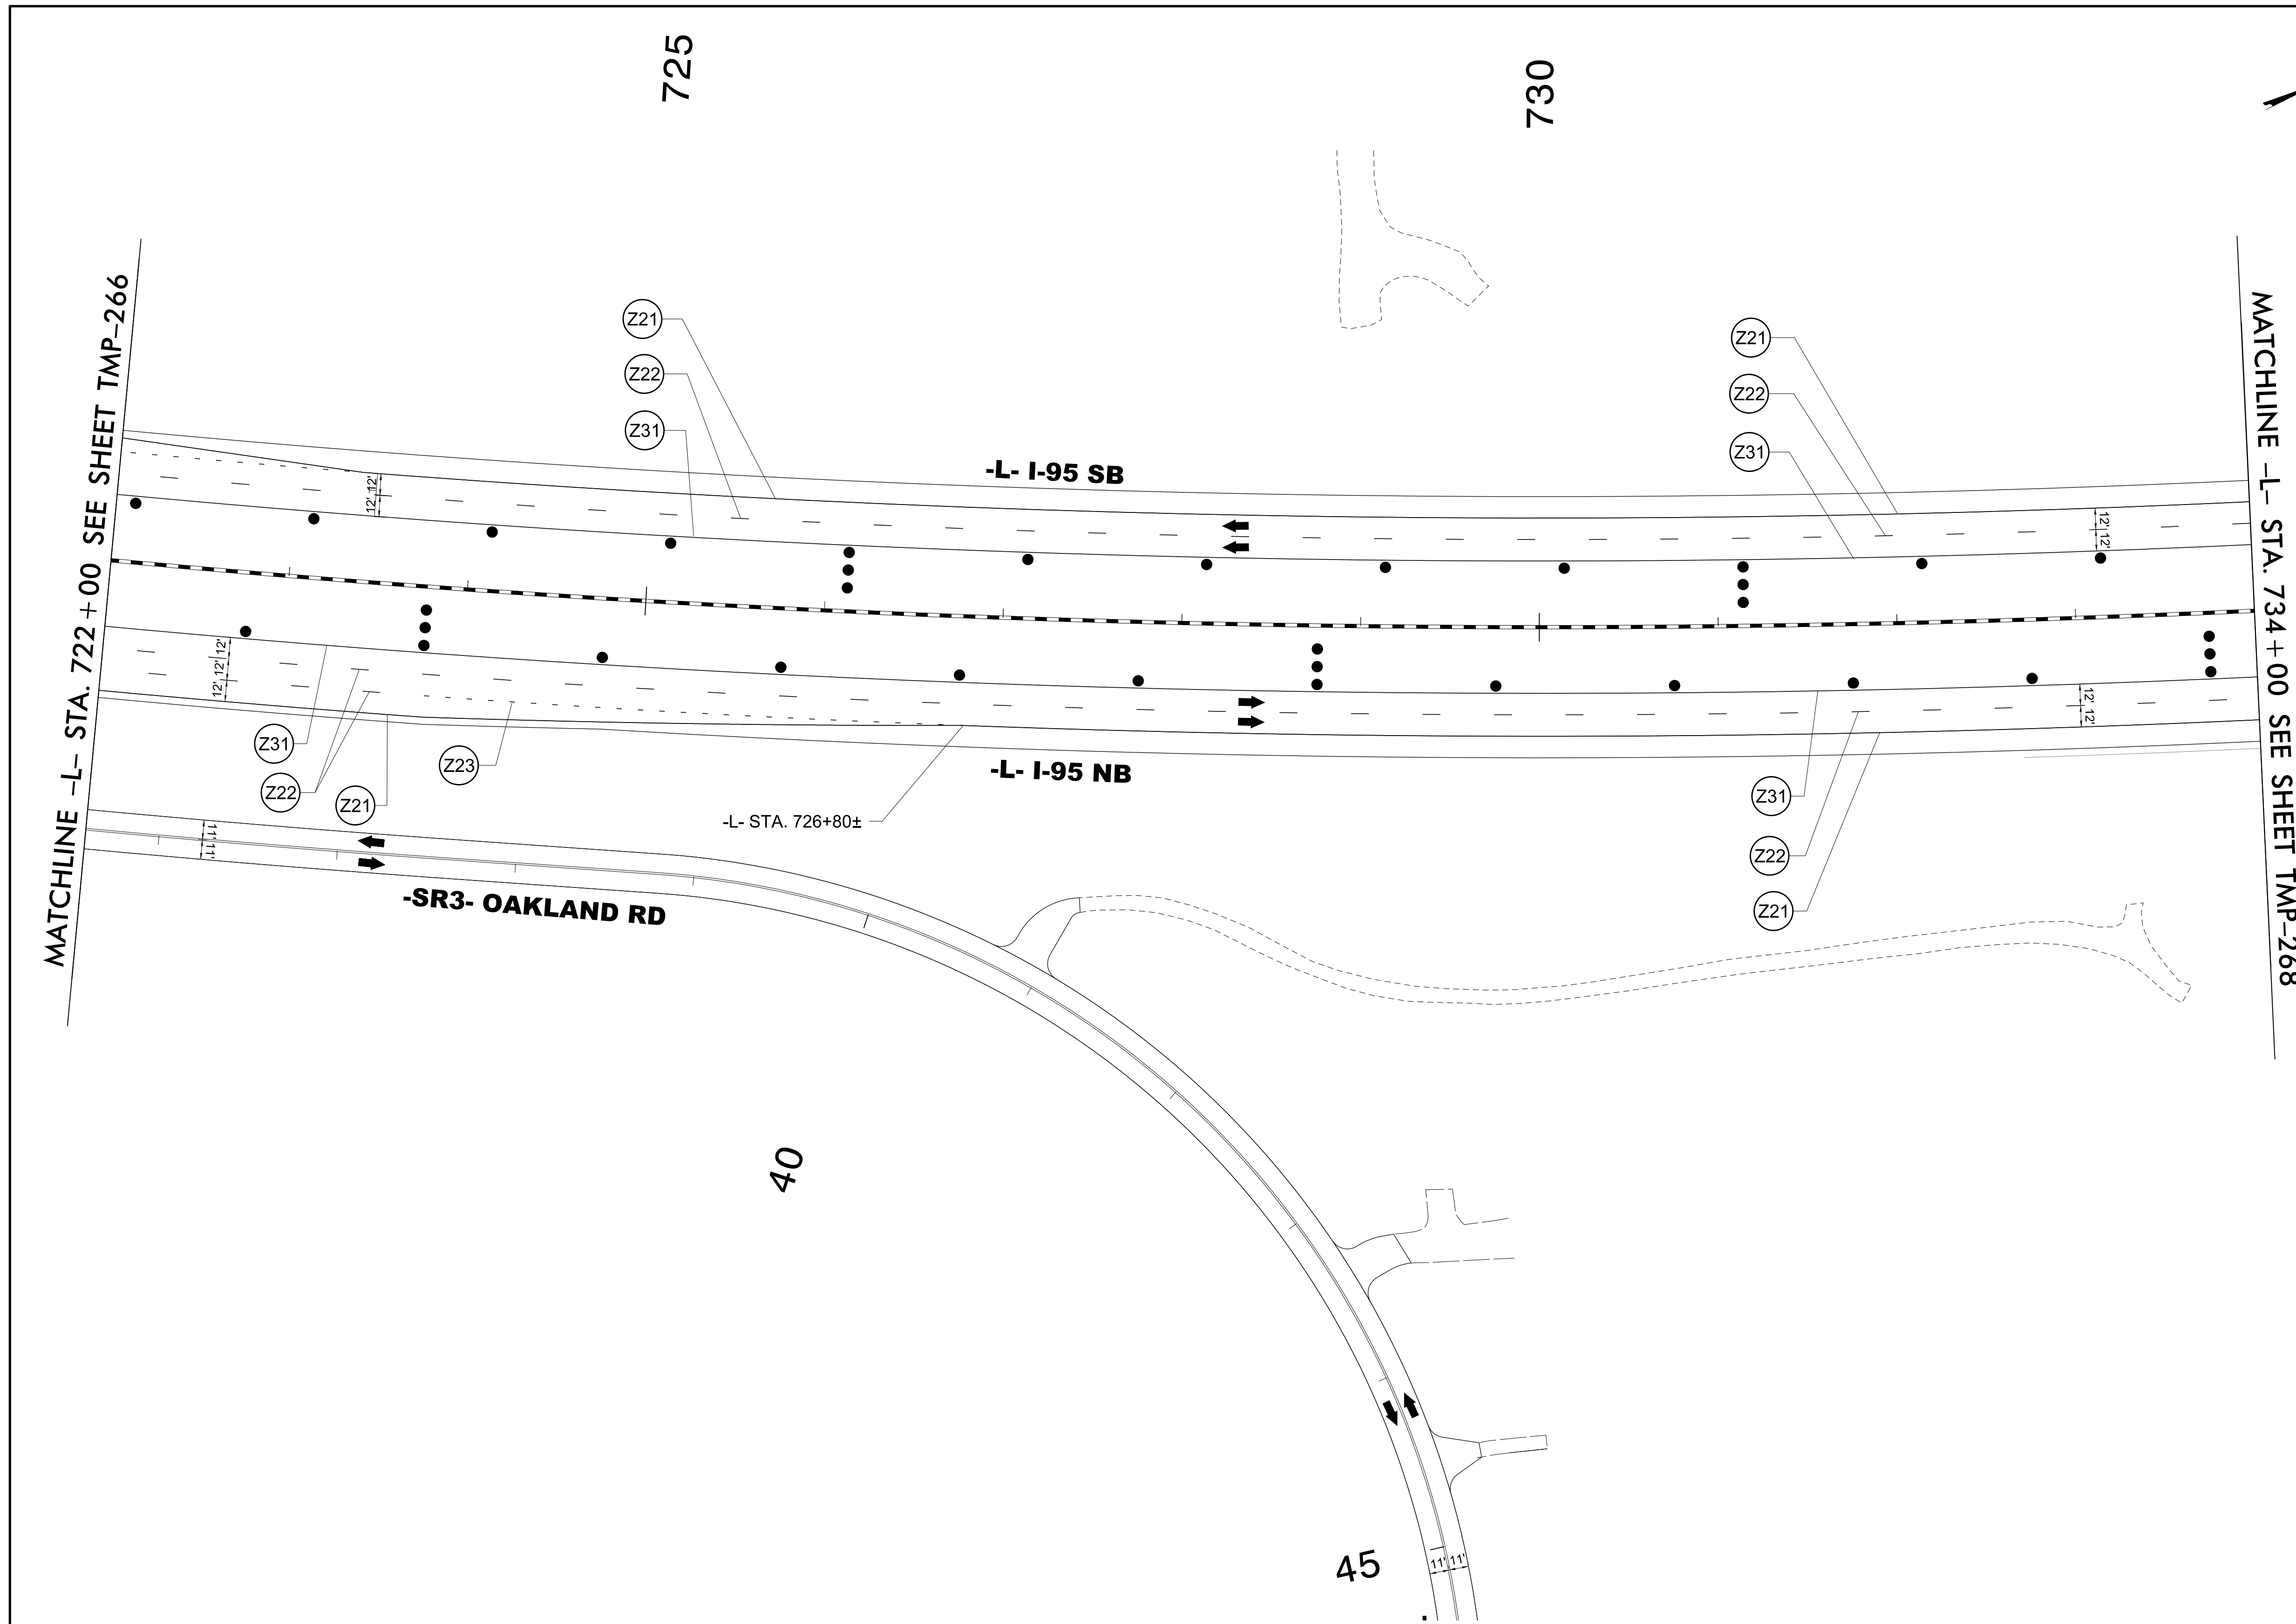 725
730
MATCHLINE –L– STA. 722+00 SEE SHEET TMP–266
MATCHLINE –L– STA. 734+00 SEE SHEET TMP–268
Z21
Z22
Z31
Z21
Z22
Z31
-L- I-95 SB
12'
12'
12'
12'
12'
12'
12'
12'
12'
Z31
Z22
Z21
Z23
-L- I-95 NB
-L- STA. 726+80±
Z31
Z22
Z21
11'
11'
-SR3- OAKLAND RD
40
45
11'
11'